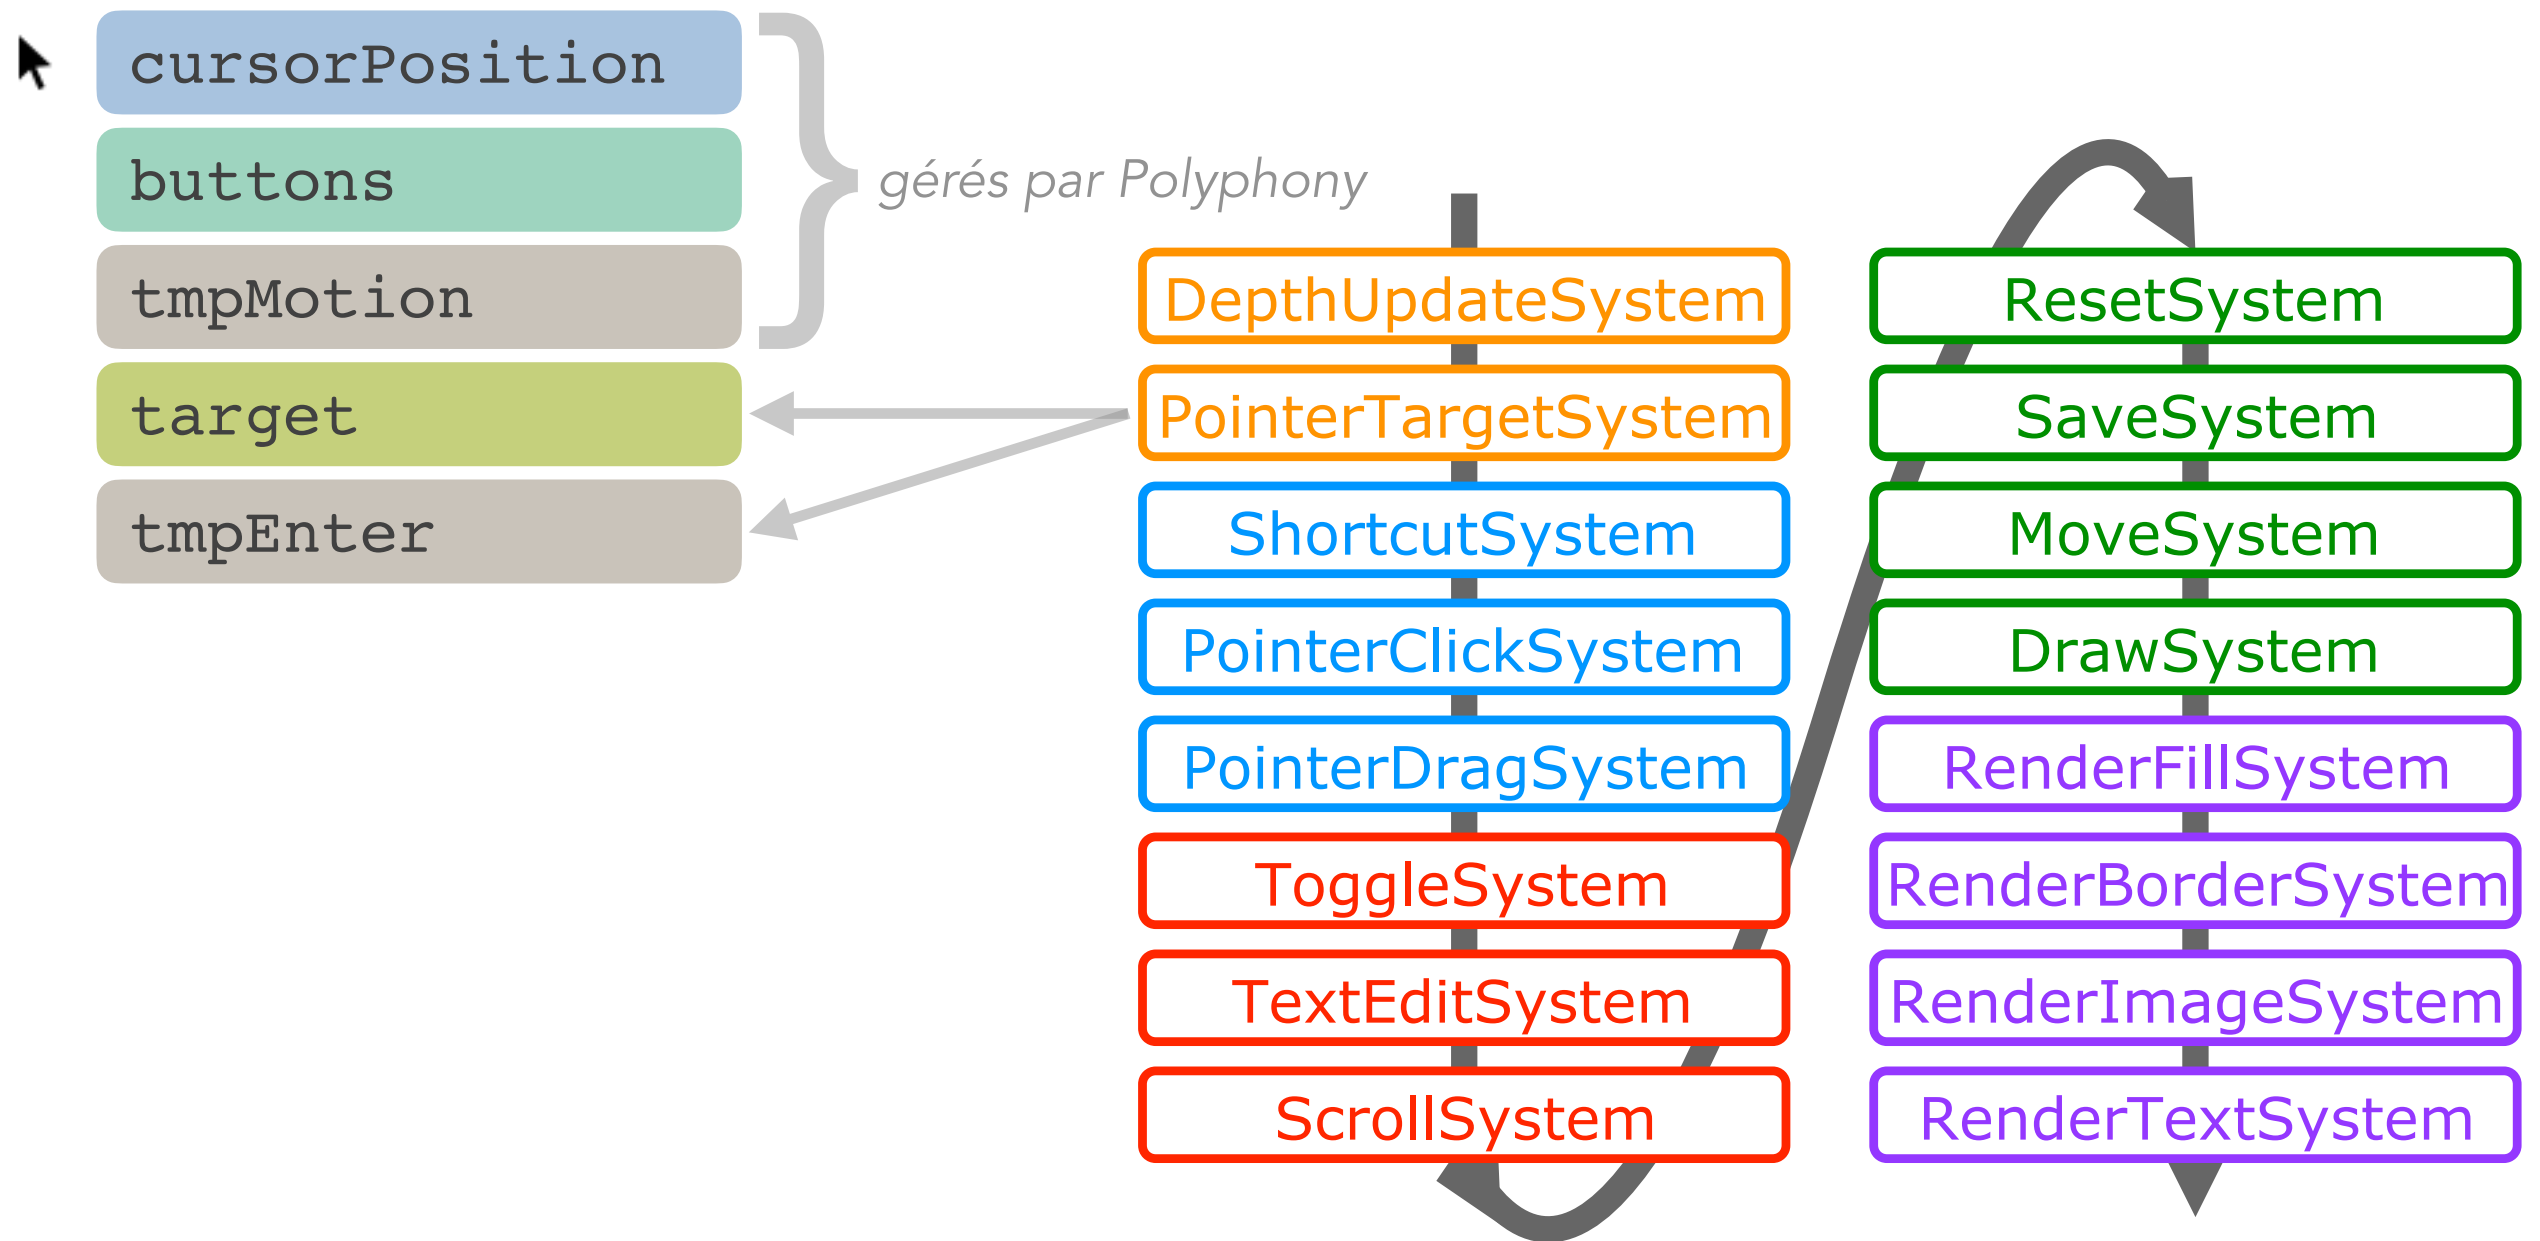 cursorPosition
buttons
tmpMotion
target
tmpEnter
gérés par Polyphony
DepthUpdateSystem
PointerTargetSystem
ShortcutSystem
PointerClickSystem
PointerDragSystem
ToggleSystem
TextEditSystem
ScrollSystem
ResetSystem
SaveSystem
MoveSystem
DrawSystem
RenderFillSystem
RenderBorderSystem
RenderImageSystem
RenderTextSystem